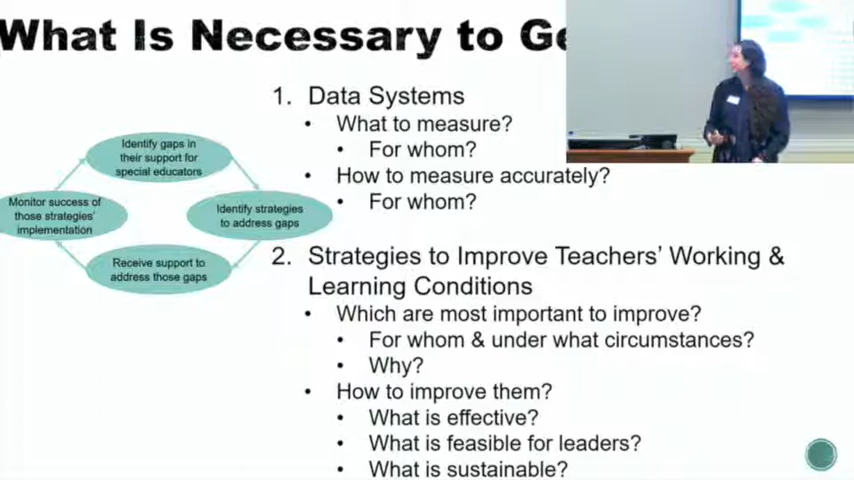 What Is Necessary to Ge
1. Data Systems
• What to measure?
• For whom?
• How to measure accurately?
• For whom?
2. Strategies to Improve Teachers' Working &
Learning Conditions
• Which are most important to improve?
• For whom & under what circumstances?
• Why?
• How to improve them?
• What is effective?
• What is feasible for leaders?
• What is sustainable?
Identify gaps in
their support for
special educators
Identify strategies
to address gaps
Receive support to
address those gaps
Monitor success of
those strategies'
implementation